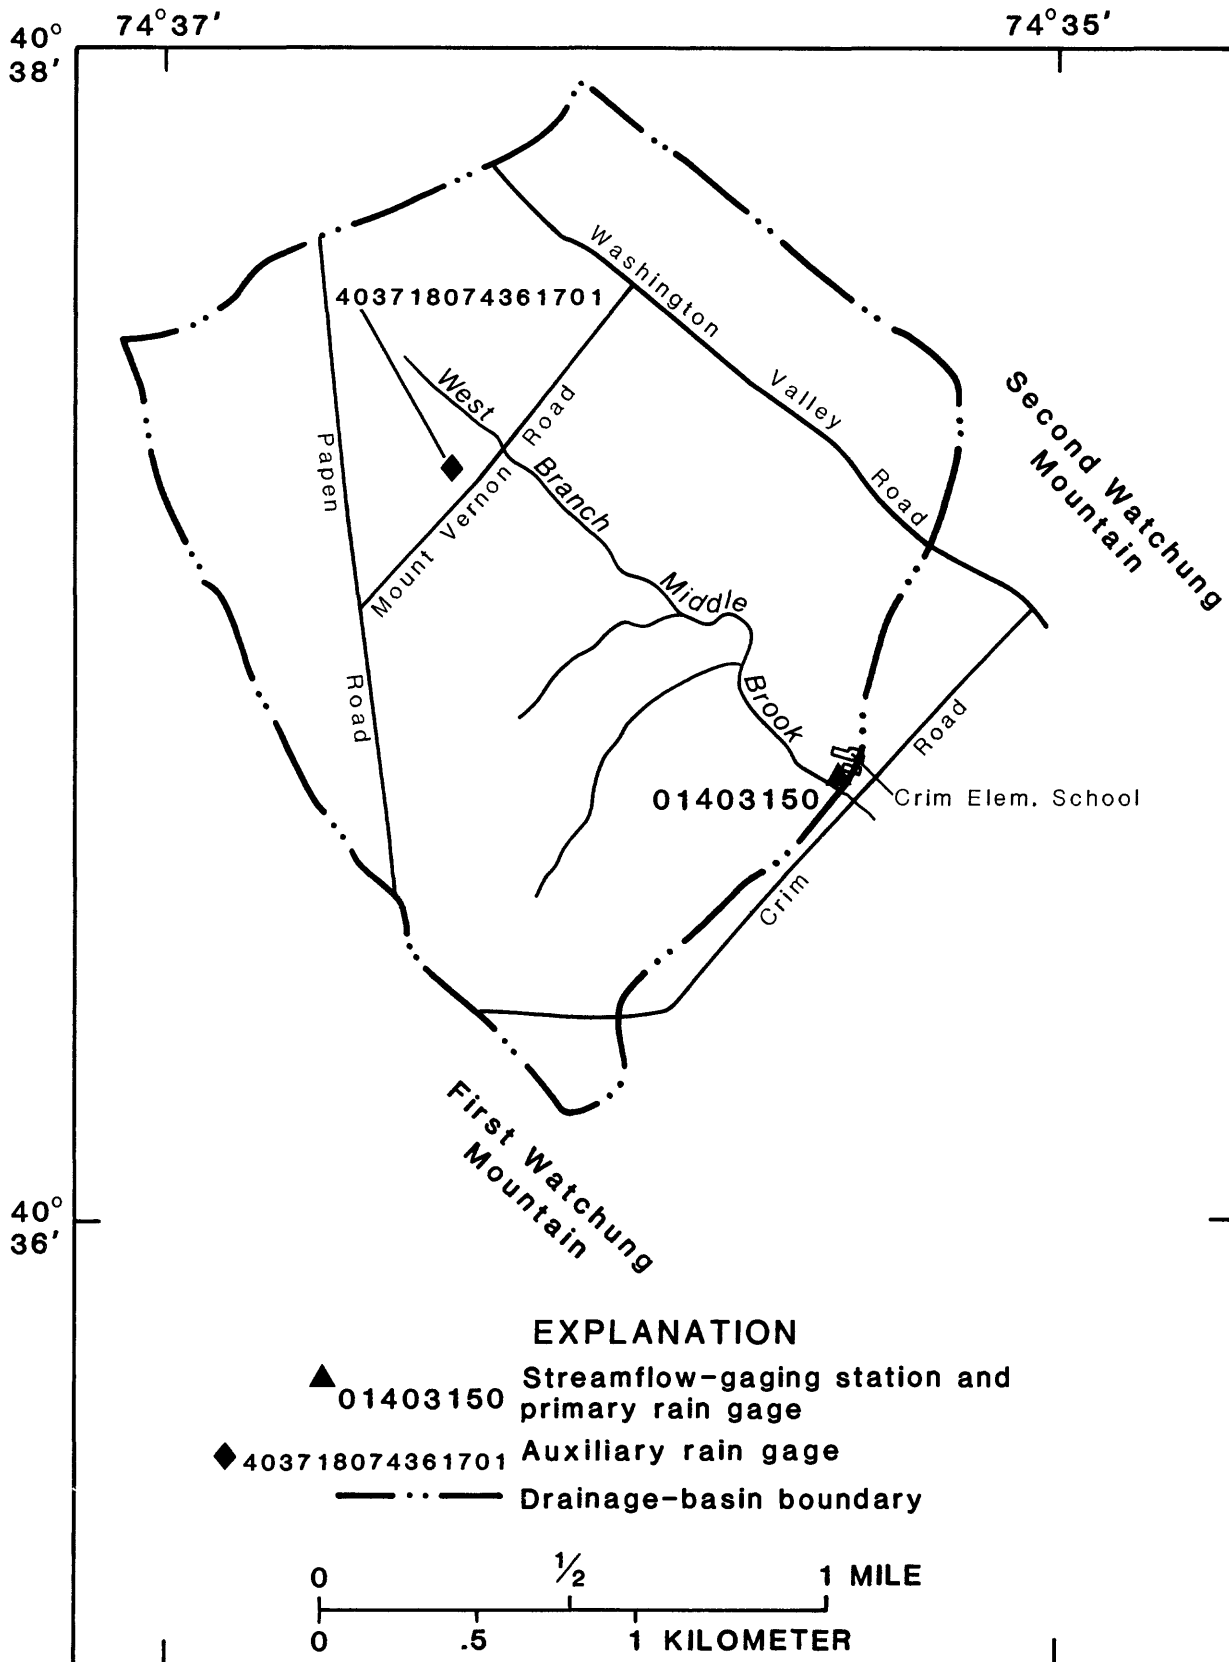 74°37′ 74°35′
40°
38′
Washington Valley Road
403718074361701
West Branch Middle Brook
Mount Vernon Road
Papen Road
Second Watchung
Mountain
01403150
Crim Elem. School
Crim Road
First Watchung
Mountain
40°
36′
EXPLANATION
01403150 Streamflow-gaging station and
primary rain gage
403718074361701 Auxiliary rain gage
Drainage-basin boundary
0 1/2 1 MILE
0 .5 1 KILOMETER